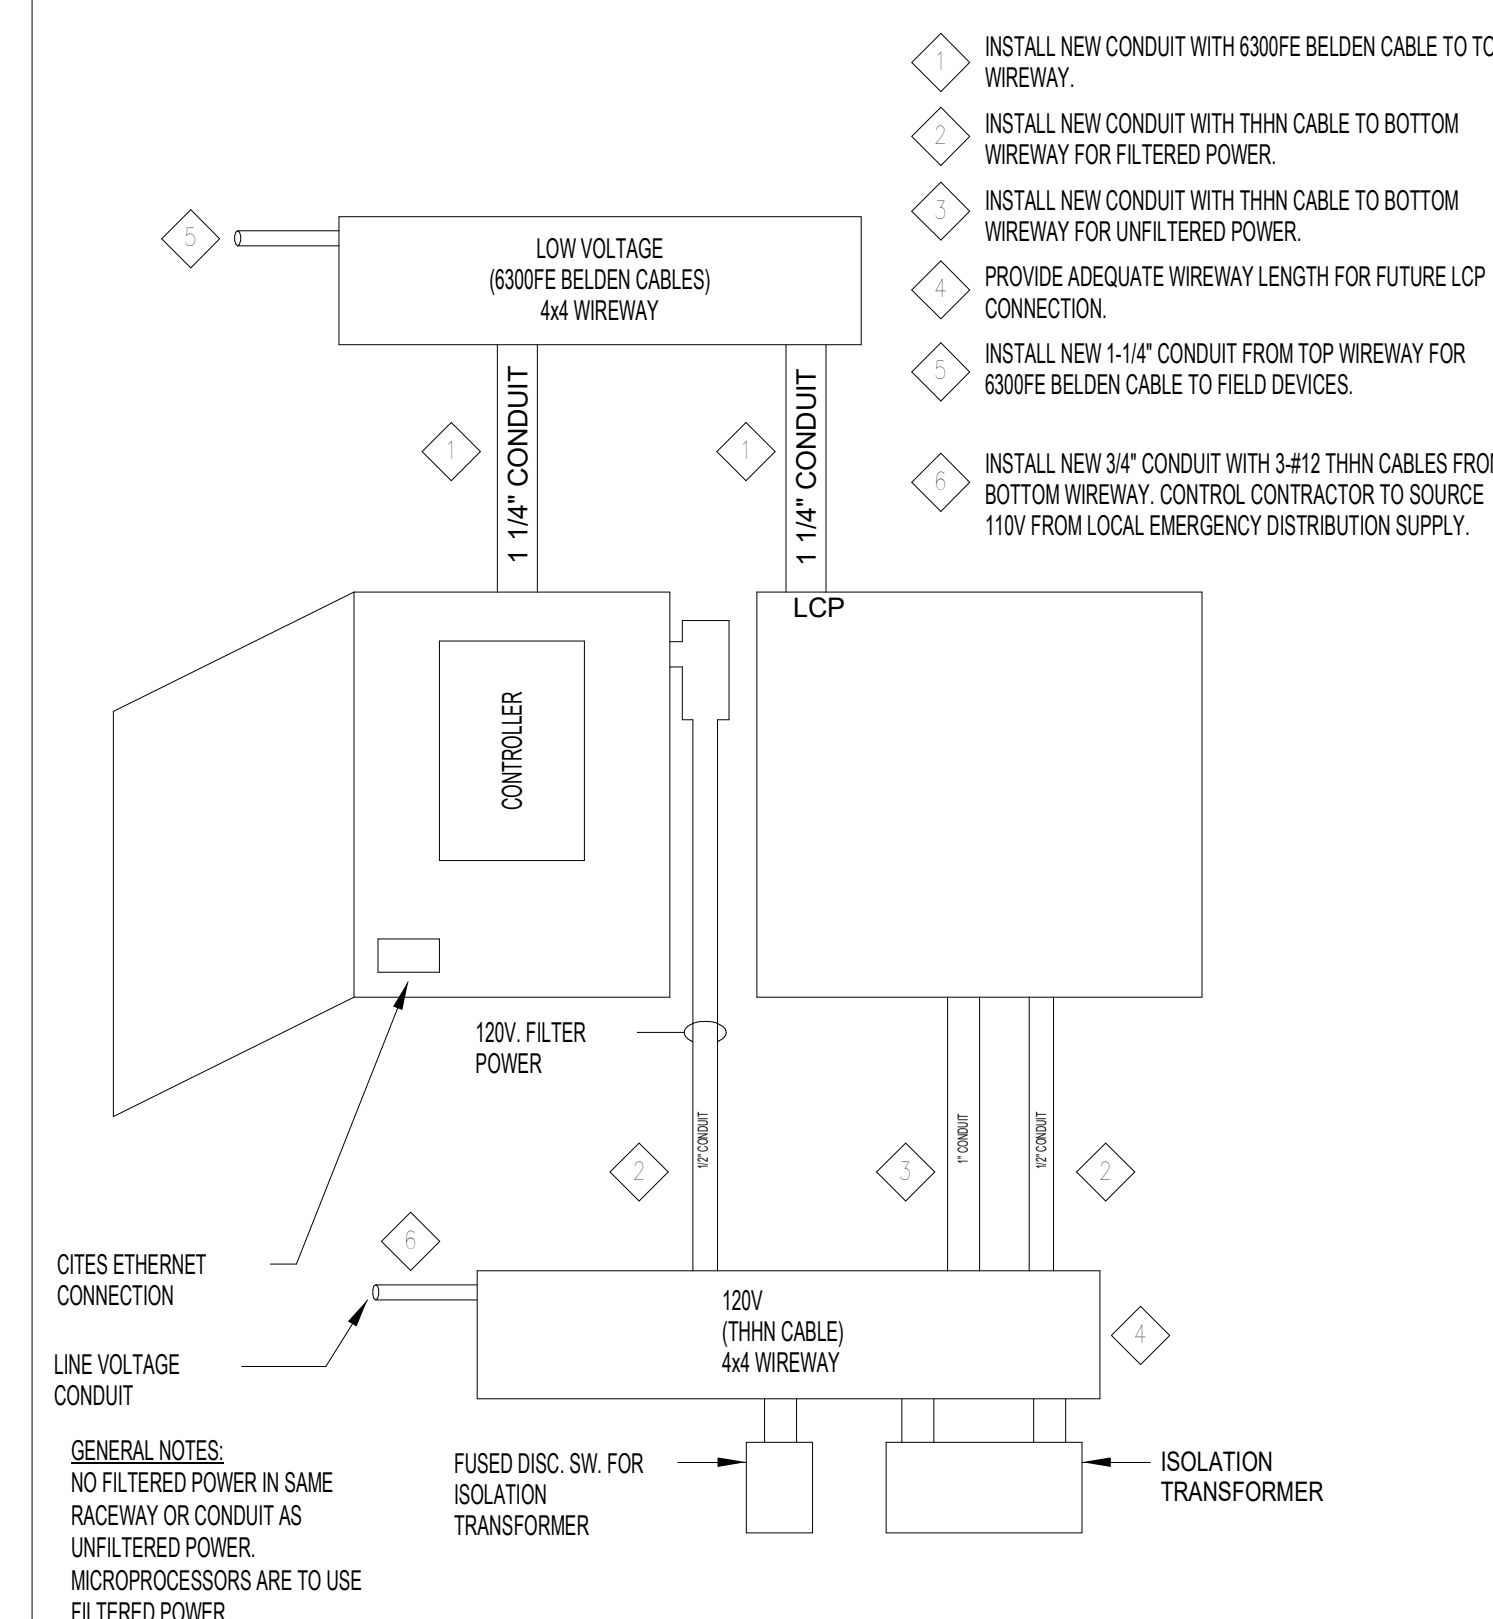 1
INSTALL NEW CONDUIT WITH 6300FE BELDEN CABLE TO
WIREWAY.
2
INSTALL NEW CONDUIT WITH THHN CABLE TO BOTTOM
WIREWAY FOR FILTERED POWER.
3
INSTALL NEW CONDUIT WITH THHN CABLE TO BOTTOM
WIREWAY FOR UNFILTERED POWER.
4
PROVIDE ADEQUATE WIREWAY LENGTH FOR FUTURE LCP
CONNECTION.
5
INSTALL NEW 1-1/4" CONDUIT FROM TOP WIREWAY FOR
6300FE BELDEN CABLE TO FIELD DEVICES.
6
INSTALL NEW 3/4" CONDUIT WITH 3-#12 THHN CABLES FROM
BOTTOM WIREWAY. CONTROL CONTRACTOR TO SOURCE
110V FROM LOCAL EMERGENCY DISTRIBUTION SUPPLY.
5
LOW VOLTAGE
(6300FE BELDEN CABLES)
4x4 WIREWAY
1
1 1/4" CONDUIT
1
1 1/4" CONDUIT
LCP
CONTROLLER
120V. FILTER
POWER
2
1/2" CONDUIT
3
1" CONDUIT
1/2" CONDUIT
2
CITES ETHERNET
CONNECTION
6
LINE VOLTAGE
CONDUIT
120V
(THHN CABLE)
4x4 WIREWAY
4
GENERAL NOTES:
NO FILTERED POWER IN SAME
RACEWAY OR CONDUIT AS
UNFILTERED POWER.
MICROPROCESSORS ARE TO USE
FILTERED POWER
FUSED DISC. SW. FOR
ISOLATION
TRANSFORMER
ISOLATION
TRANSFORMER